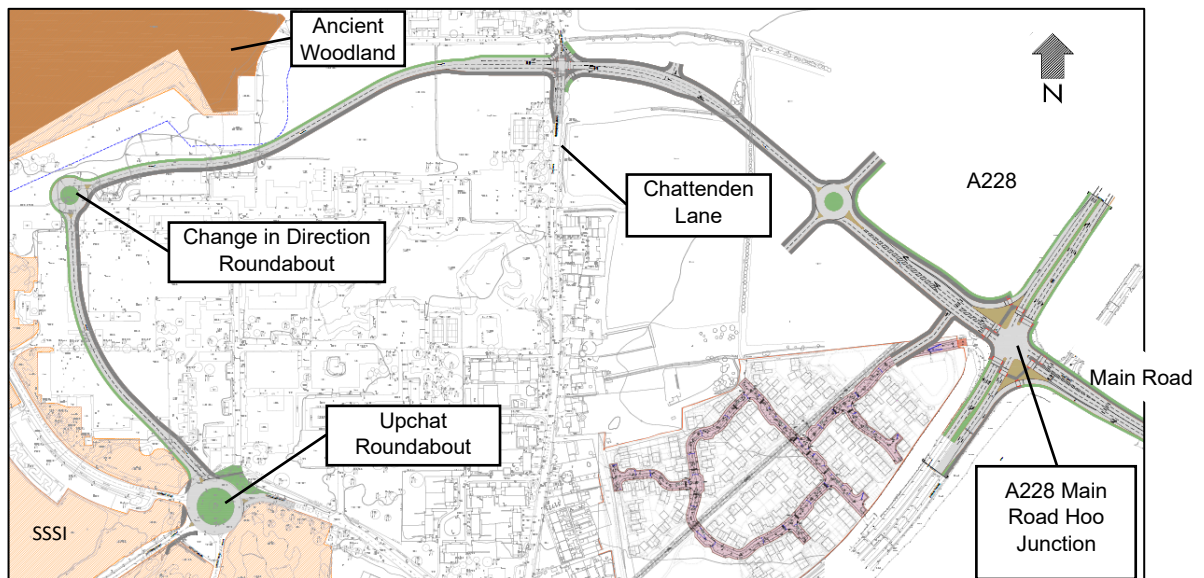 Ancient
Woodland
N
Chattenden
Lane
A228
Change in Direction
Roundabout
Main Road
Upchat
Roundabout
A228 Main
Road Hoo
Junction
SSSI